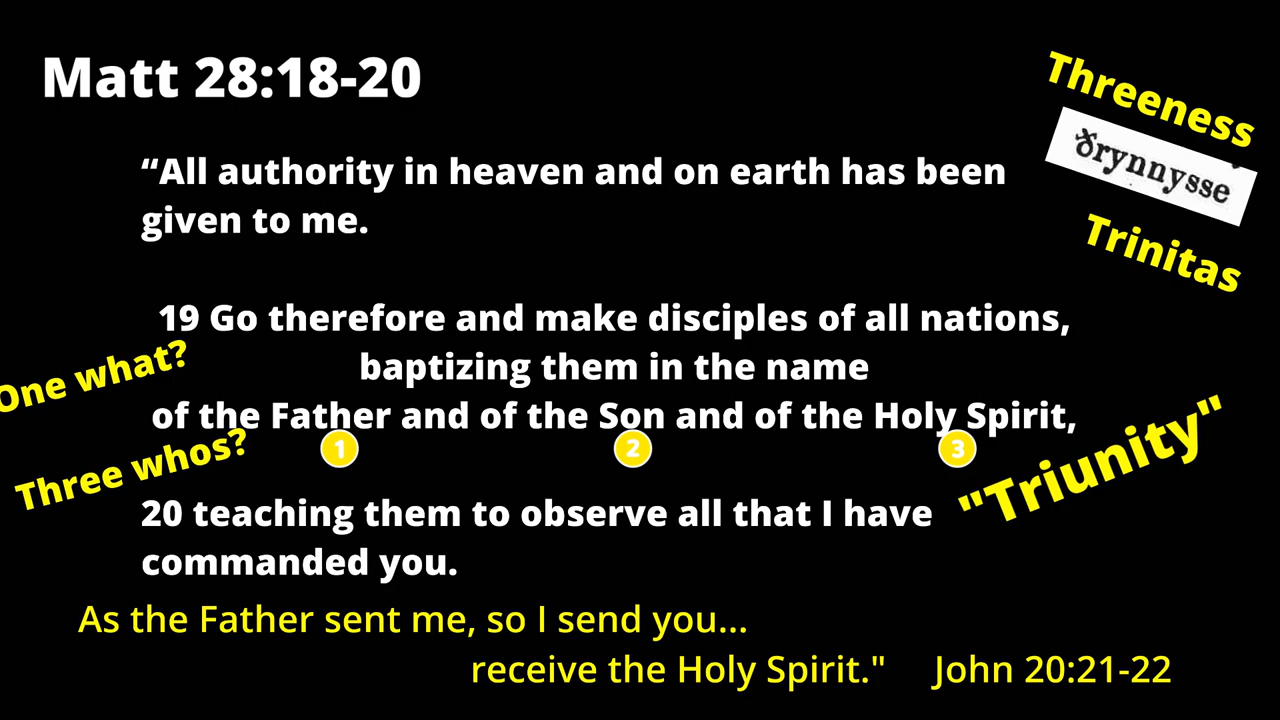 Matt 28:18-20
Threeness
ðrynnysse
Trinitas
“All authority in heaven and on earth has been
given to me.
19 Go therefore and make disciples of all nations,
One what?
baptizing them in the name
of the Father and of the Son and of the Holy Spirit,
1 2 3
Three whos?
"Triunity"
20 teaching them to observe all that I have
commanded you.
As the Father sent me, so I send you...
receive the Holy Spirit." John 20:21-22